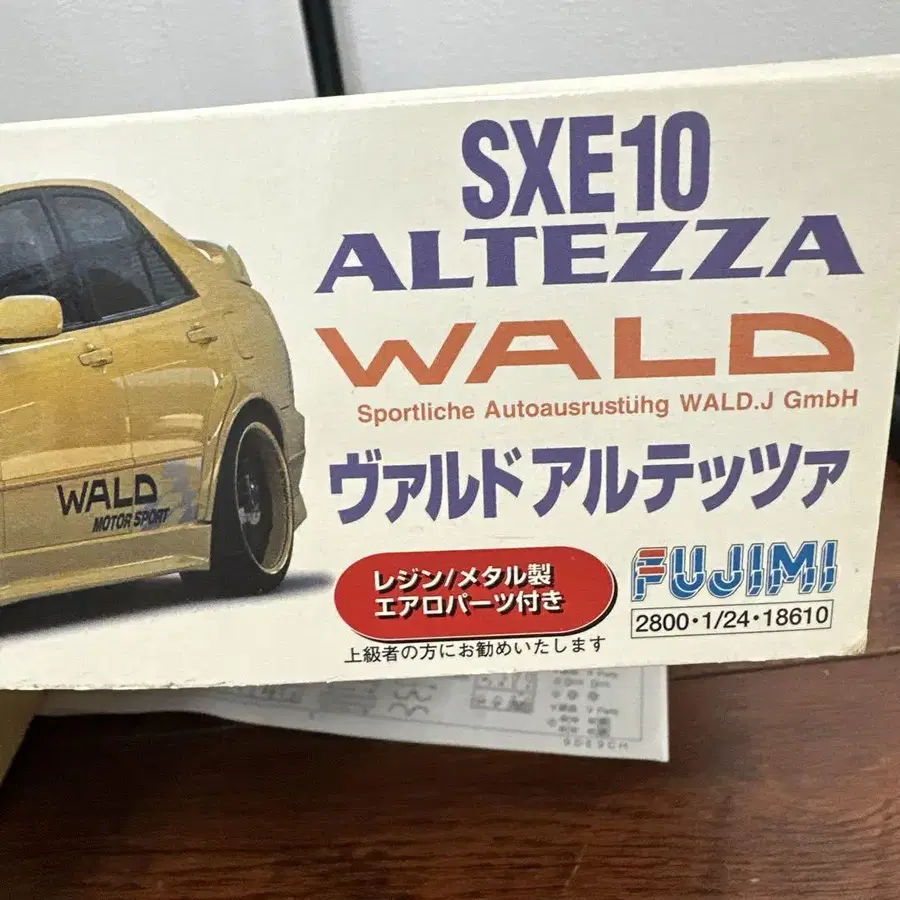 SXE10
ALTEZZA
WALD
Sportliche Autoausrustühg WALD.J GmbH
ヴァルド アルテッツァ
WALD
MOTOR SPORT
レジン/メタル製
エアロパーツ付き
上級者の方にお勧めいたします
FUJIMI
2800・1/24・18610